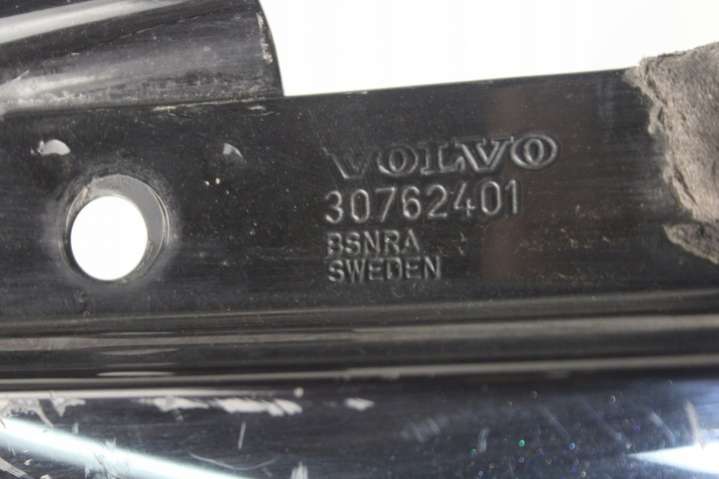 VOLVO
30762401
BSNRA
SWEDEN